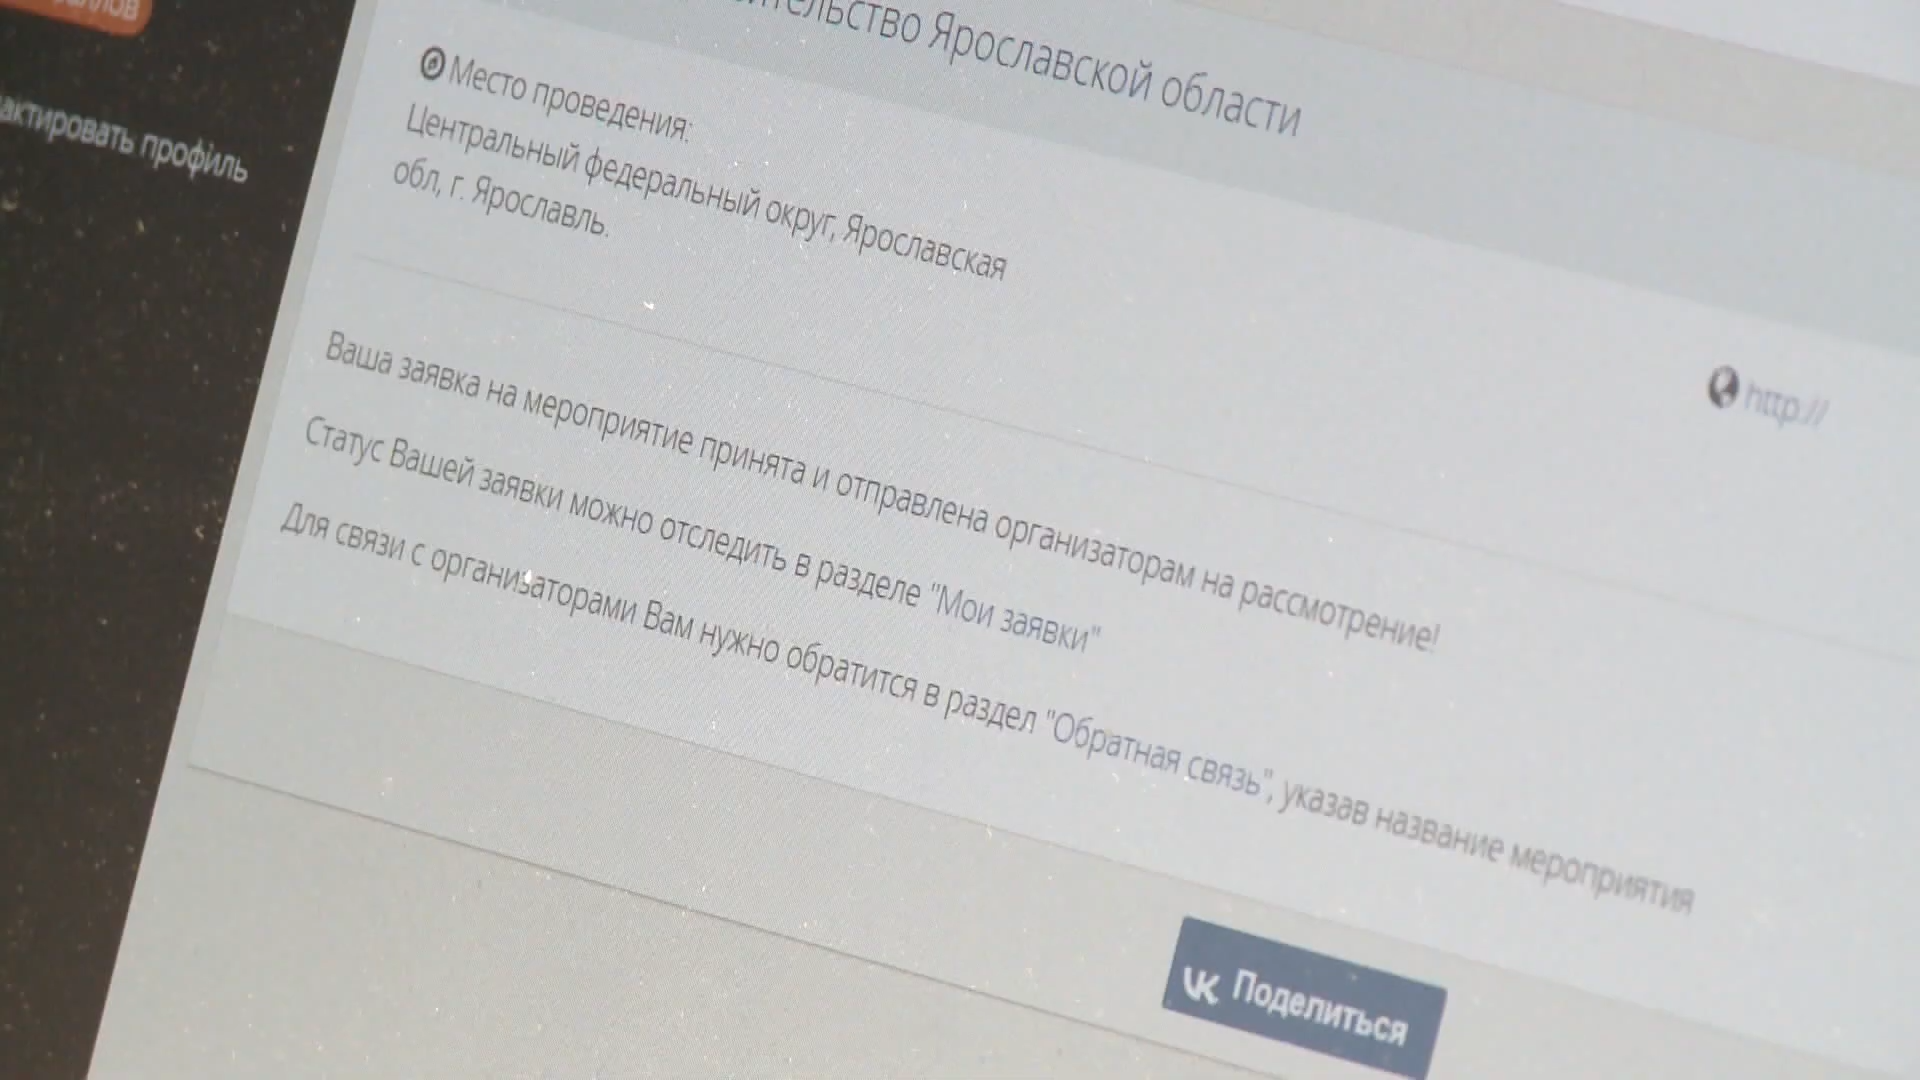 Ярославской области
Место проведения:
Центральный федеральный округ, Ярославская
обл, г. Ярославль.
http://
Ваша заявка на мероприятие принята и отправлена организаторам на рассмотрение!
Статус Вашей заявки можно отследить в разделе "Мои заявки"
Для связи с организаторами Вам нужно обратится в раздел "Обратная связь", указав название мероприятия
профиль
Поделиться